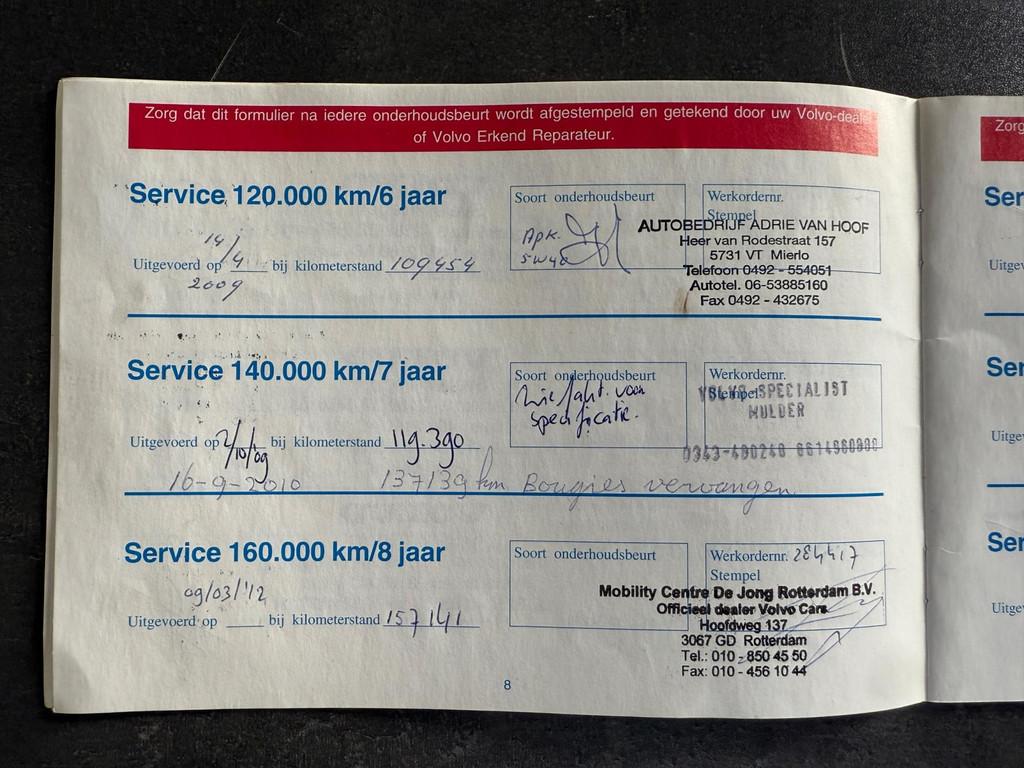 Zorg dat dit formulier na iedere onderhoudsbeurt wordt afgestempeld en getekend door uw Volvo-dealer
of Volvo Erkend Reparateur.
Service 120.000 km/6 jaar
Soort onderhoudsbeurt
Werkordernr.
Stempel
APK.
14/4
2009
Uitgevoerd op bij kilometerstand 109454
AUTOBEDRIJF ADRIE VAN HOOF
Heer van Rodestraat 157
5731 VT Mierlo
Telefoon 0492 - 554051
Autotel. 06-53885160
Fax 0492 - 432675
Service 140.000 km/7 jaar
Soort onderhoudsbeurt
Zie faht. voor
specificatie.
Werkordernr.
Stempel
VOLVO SPECIALIST
MULDER
Uitgevoerd op 2/10/09 bij kilometerstand 119.390
16-9-2010 137139 km Bougies vervangen
Service 160.000 km/8 jaar
Soort onderhoudsbeurt
Werkordernr. 284417
Stempel
09/03/'12
Uitgevoerd op bij kilometerstand 157141
Mobility Centre De Jong Rotterdam B.V.
Officieel dealer Volvo Cars
Hoofdweg 137
3067 GD Rotterdam
Tel.: 010 - 850 45 50
Fax: 010 - 456 10 44
8
Zorg
Ser
Uitgev
Ser
Uitgev
Ser
Uitgev